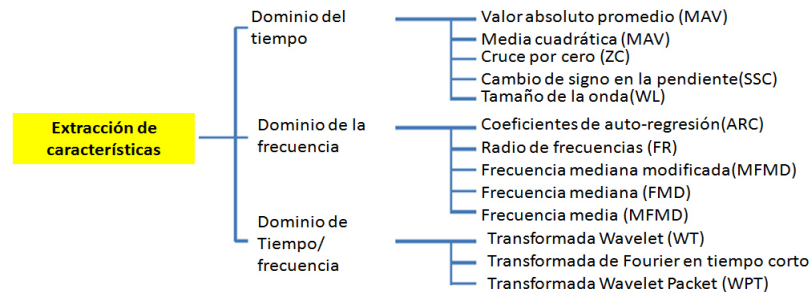 Extracción de
características
Dominio del
tiempo
Valor absoluto promedio (MAV)
Media cuadrática (MAV)
Cruce por cero (ZC)
Cambio de signo en la pendiente(SSC)
Tamaño de la onda(WL)
Dominio de la
frecuencia
Coeficientes de auto-regresión(ARC)
Radio de frecuencias (FR)
Frecuencia mediana modificada(MFMD)
Frecuencia mediana (FMD)
Frecuencia media (MFMD)
Dominio de
Tiempo/
frecuencia
Transformada Wavelet (WT)
Transformada de Fourier en tiempo corto
Transformada Wavelet Packet (WPT)